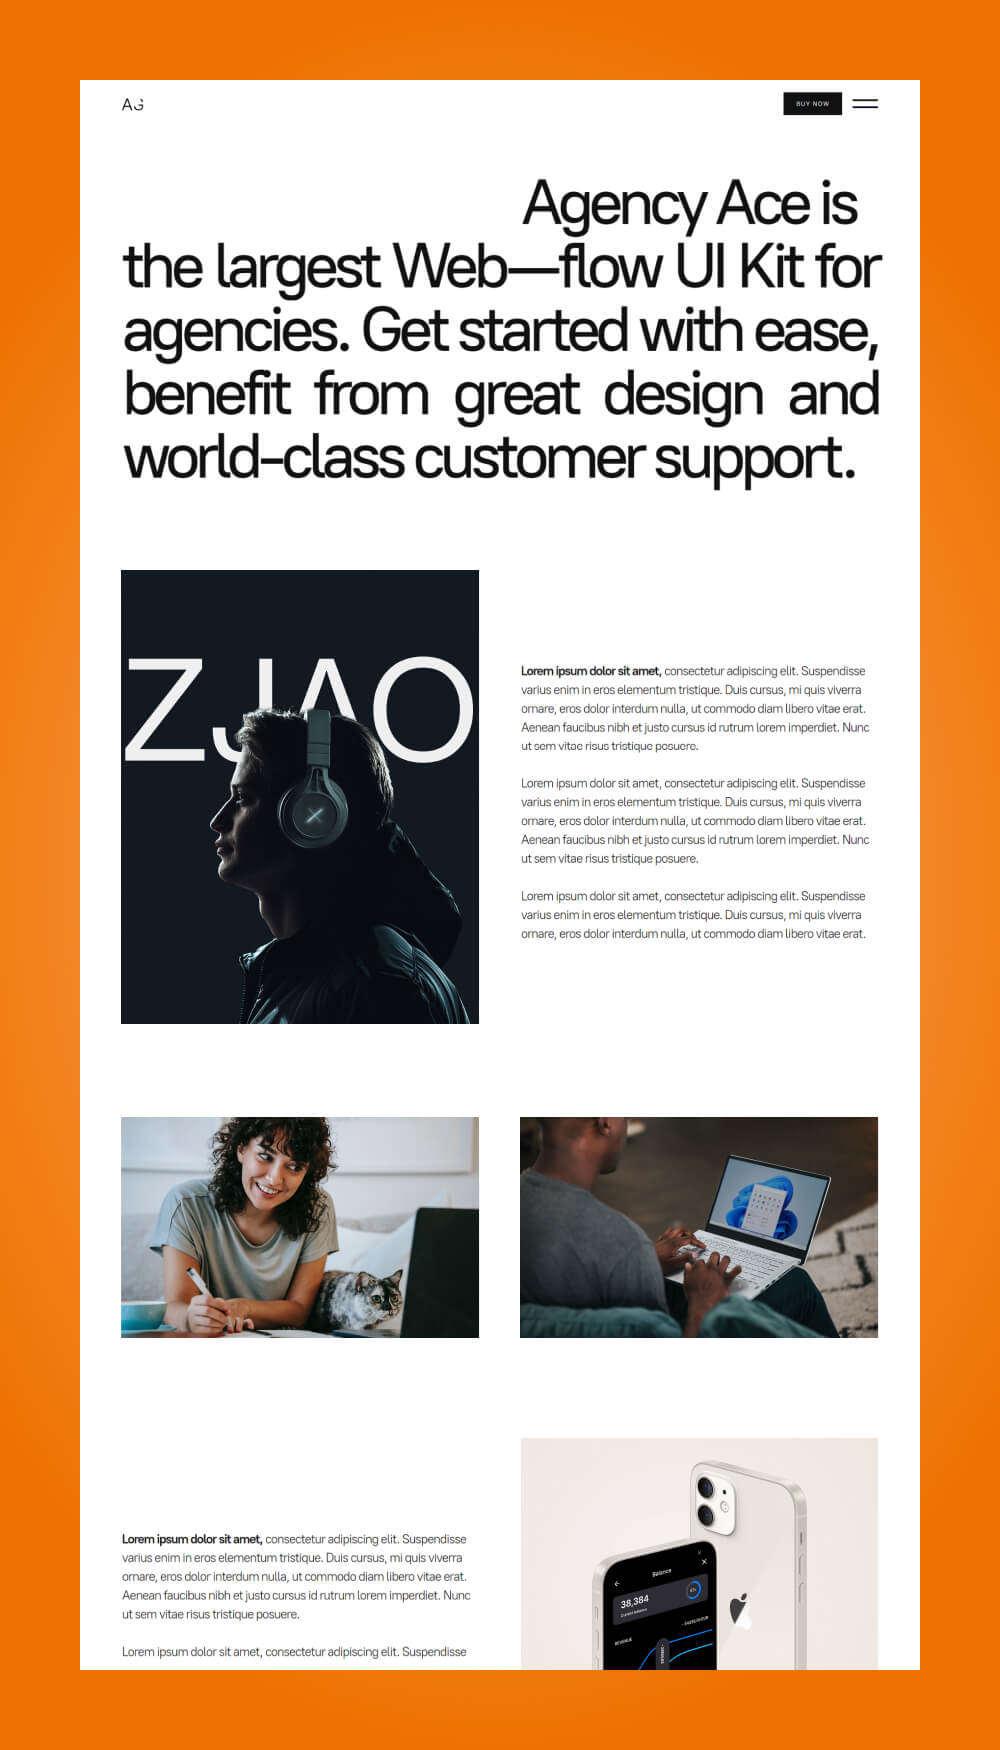 AG
BUY NOW
Agency Ace is
the largest Web—flow UI Kit for
agencies. Get started with ease,
benefit from great design and
world-class customer support.
ZJAO
Lorem ipsum dolor sit amet, consectetur adipiscing elit. Suspendisse
varius enim in eros elementum tristique. Duis cursus, mi quis viverra
ornare, eros dolor interdum nulla, ut commodo diam libero vitae erat.
Aenean faucibus nibh et justo cursus id rutrum lorem imperdiet. Nunc
ut sem vitae risus tristique posuere.
Lorem ipsum dolor sit amet, consectetur adipiscing elit. Suspendisse
varius enim in eros elementum tristique. Duis cursus, mi quis viverra
ornare, eros dolor interdum nulla, ut commodo diam libero vitae erat.
Aenean faucibus nibh et justo cursus id rutrum lorem imperdiet. Nunc
ut sem vitae risus tristique posuere.
Lorem ipsum dolor sit amet, consectetur adipiscing elit. Suspendisse
varius enim in eros elementum tristique. Duis cursus, mi quis viverra
ornare, eros dolor interdum nulla, ut commodo diam libero vitae erat.
Lorem ipsum dolor sit amet, consectetur adipiscing elit. Suspendisse
varius enim in eros elementum tristique. Duis cursus, mi quis viverra
ornare, eros dolor interdum nulla, ut commodo diam libero vitae erat.
Aenean faucibus nibh et justo cursus id rutrum lorem imperdiet. Nunc
ut sem vitae risus tristique posuere.
Lorem ipsum dolor sit amet, consectetur adipiscing elit. Suspendisse
Balance
38,384
Current balance
REVENUE